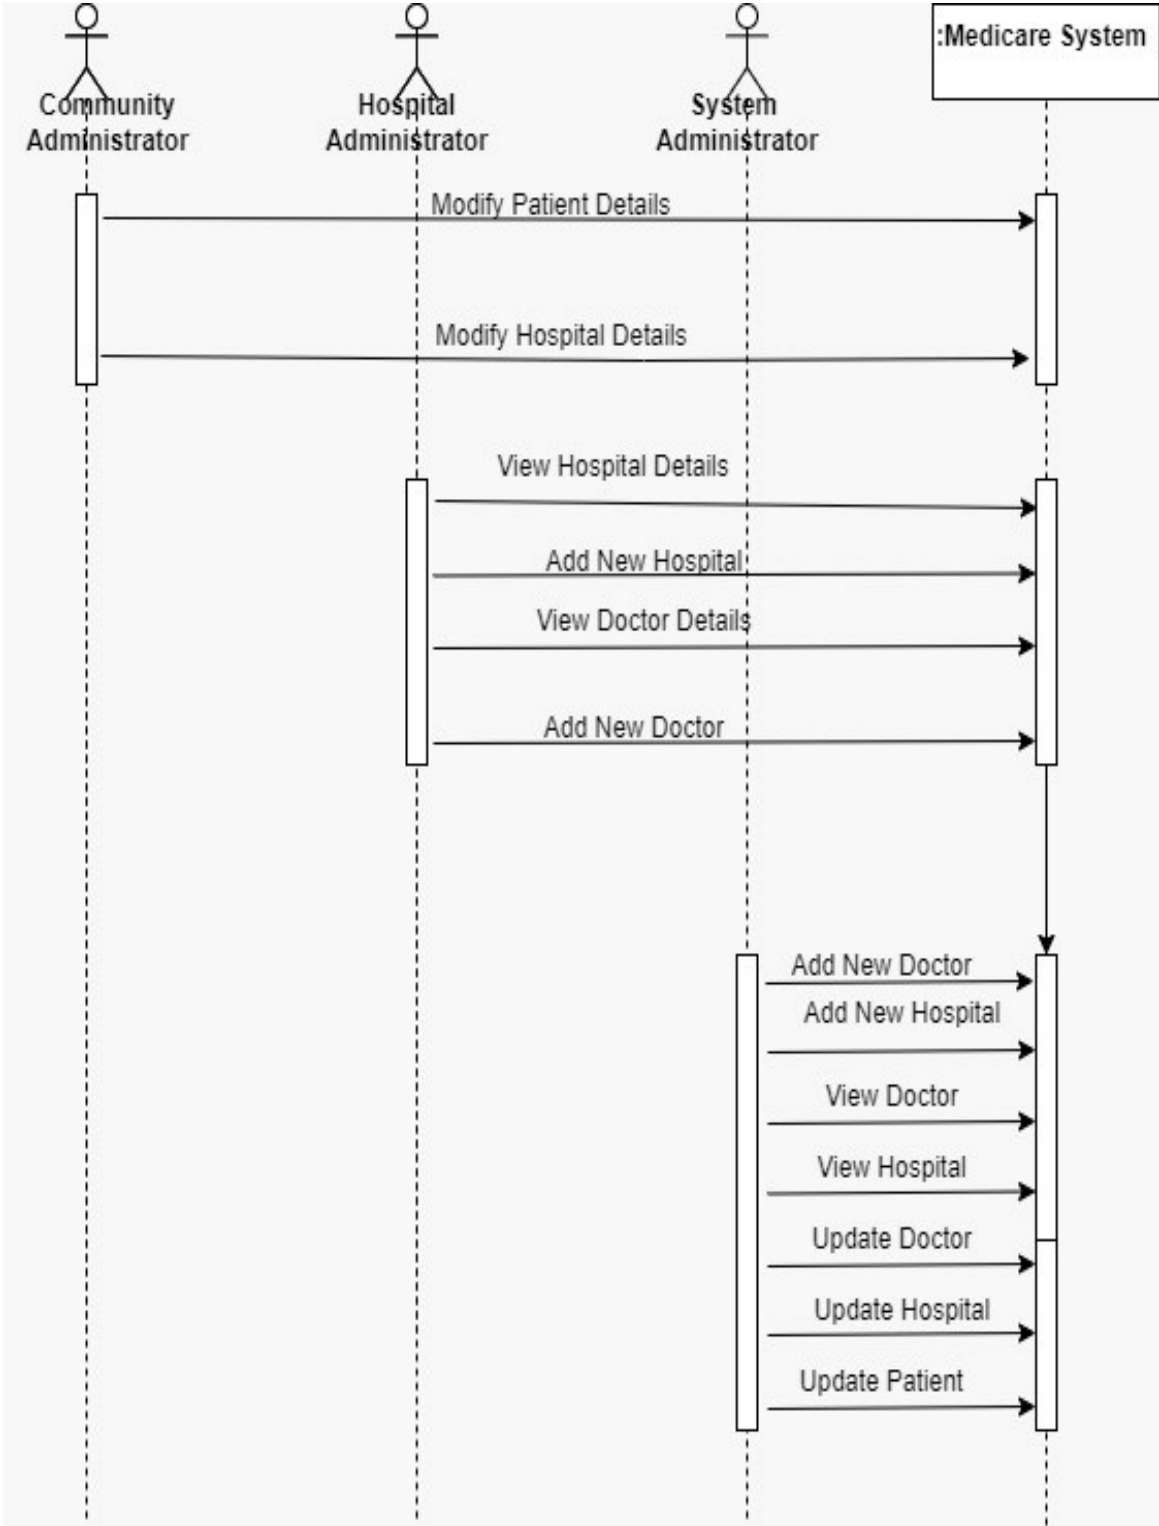 Community
Administrator
Hospital
Administrator
System
Administrator
:Medicare System
Modify Patient Details
Modify Hospital Details
View Hospital Details
Add New Hospital
View Doctor Details
Add New Doctor
Add New Doctor
Add New Hospital
View Doctor
View Hospital
Update Doctor
Update Hospital
Update Patient